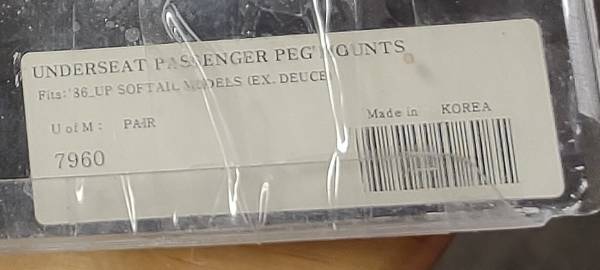 UNDERSEAT PASSENGER PEG MOUNTS
Fits: '86_UP SOFTAIL MODELS (EX. DEUCE
U of M : PAIR
Made in KOREA
7960